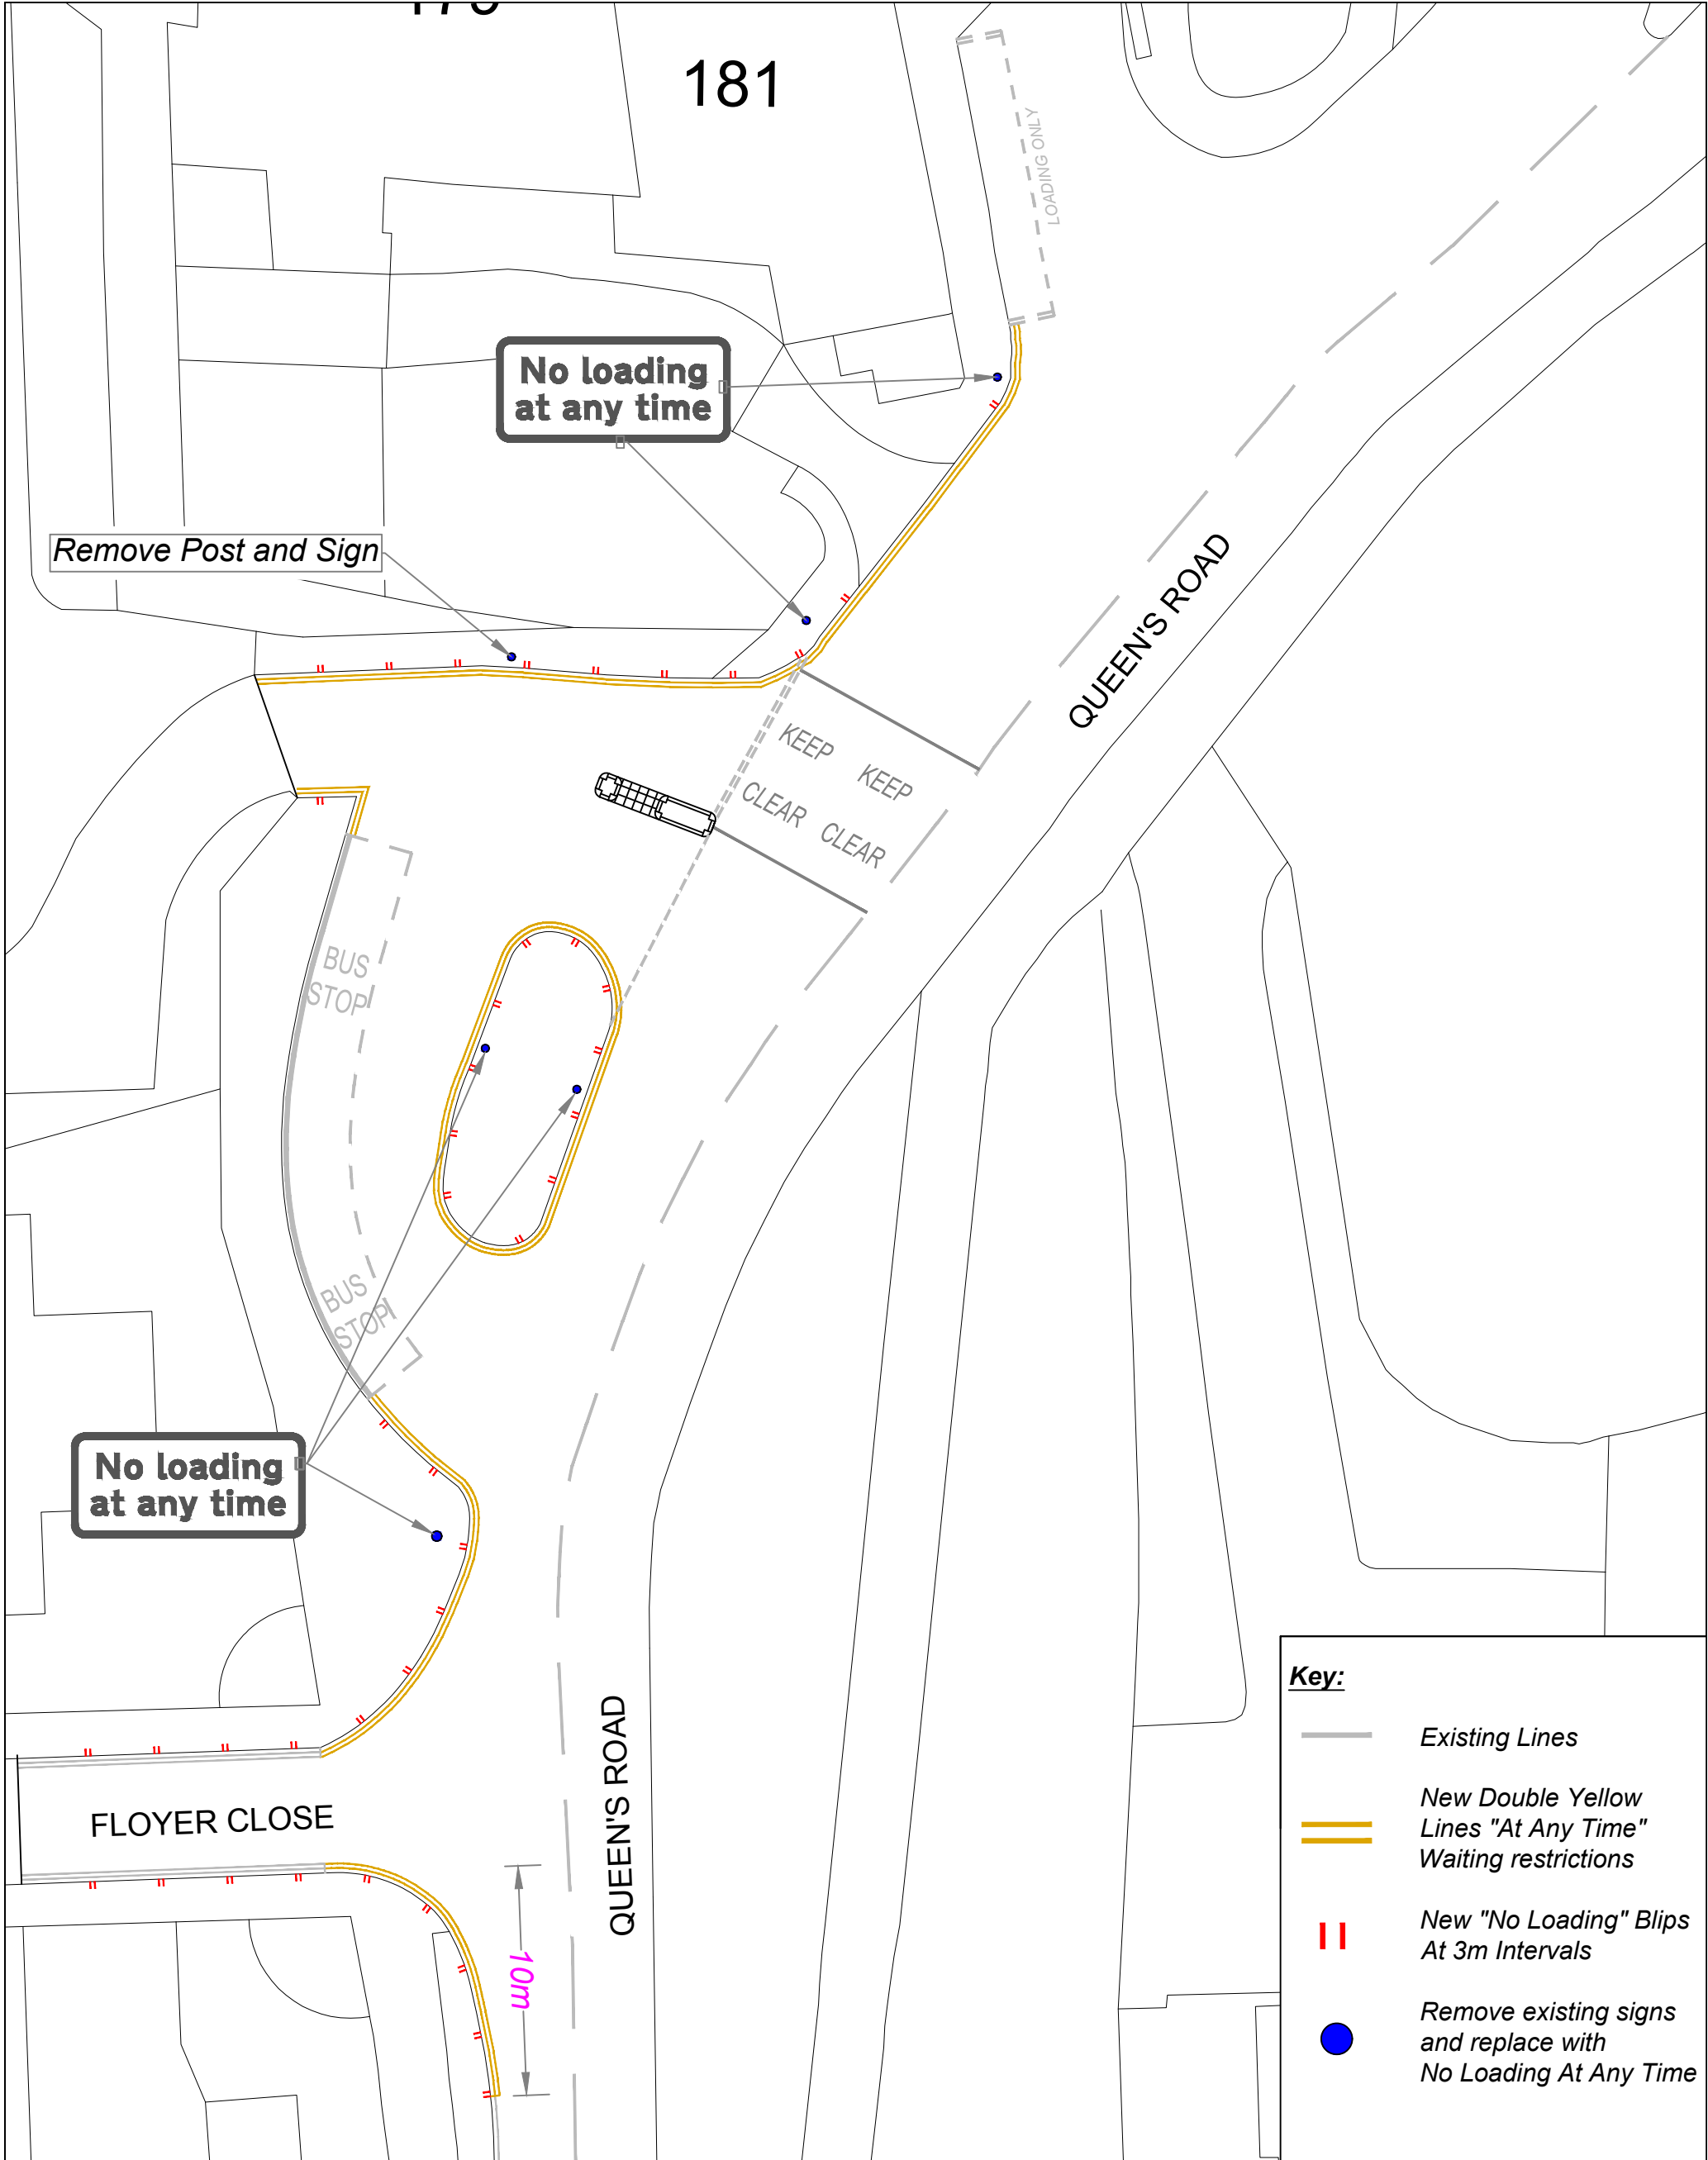 181
LOADING ONLY
No loading
at any time
Remove Post and Sign
QUEEN'S ROAD
KEEP KEEP
CLEAR CLEAR
BUS
STOP
BUS
STOP
No loading
at any time
FLOYER CLOSE
QUEEN'S ROAD
10m
Key:
Existing Lines
New Double Yellow
Lines "At Any Time"
Waiting restrictions
New "No Loading" Blips
At 3m Intervals
Remove existing signs
and replace with
No Loading At Any Time